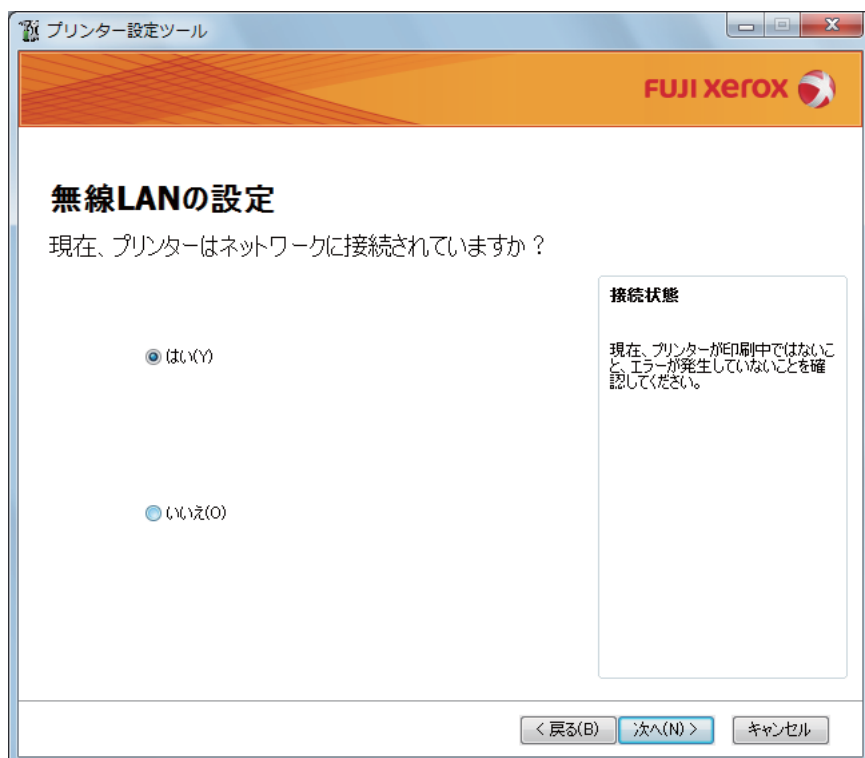 プリンター設定ツール
FUJI xerox
無線LANの設定
現在、プリンターはネットワークに接続されていますか？
接続状態
現在、プリンターが印刷中ではないこ
と、エラーが発生していないことを確
認してください。
はい(Y)
いいえ(O)
< 戻る(B)
次へ(N) >
キャンセル